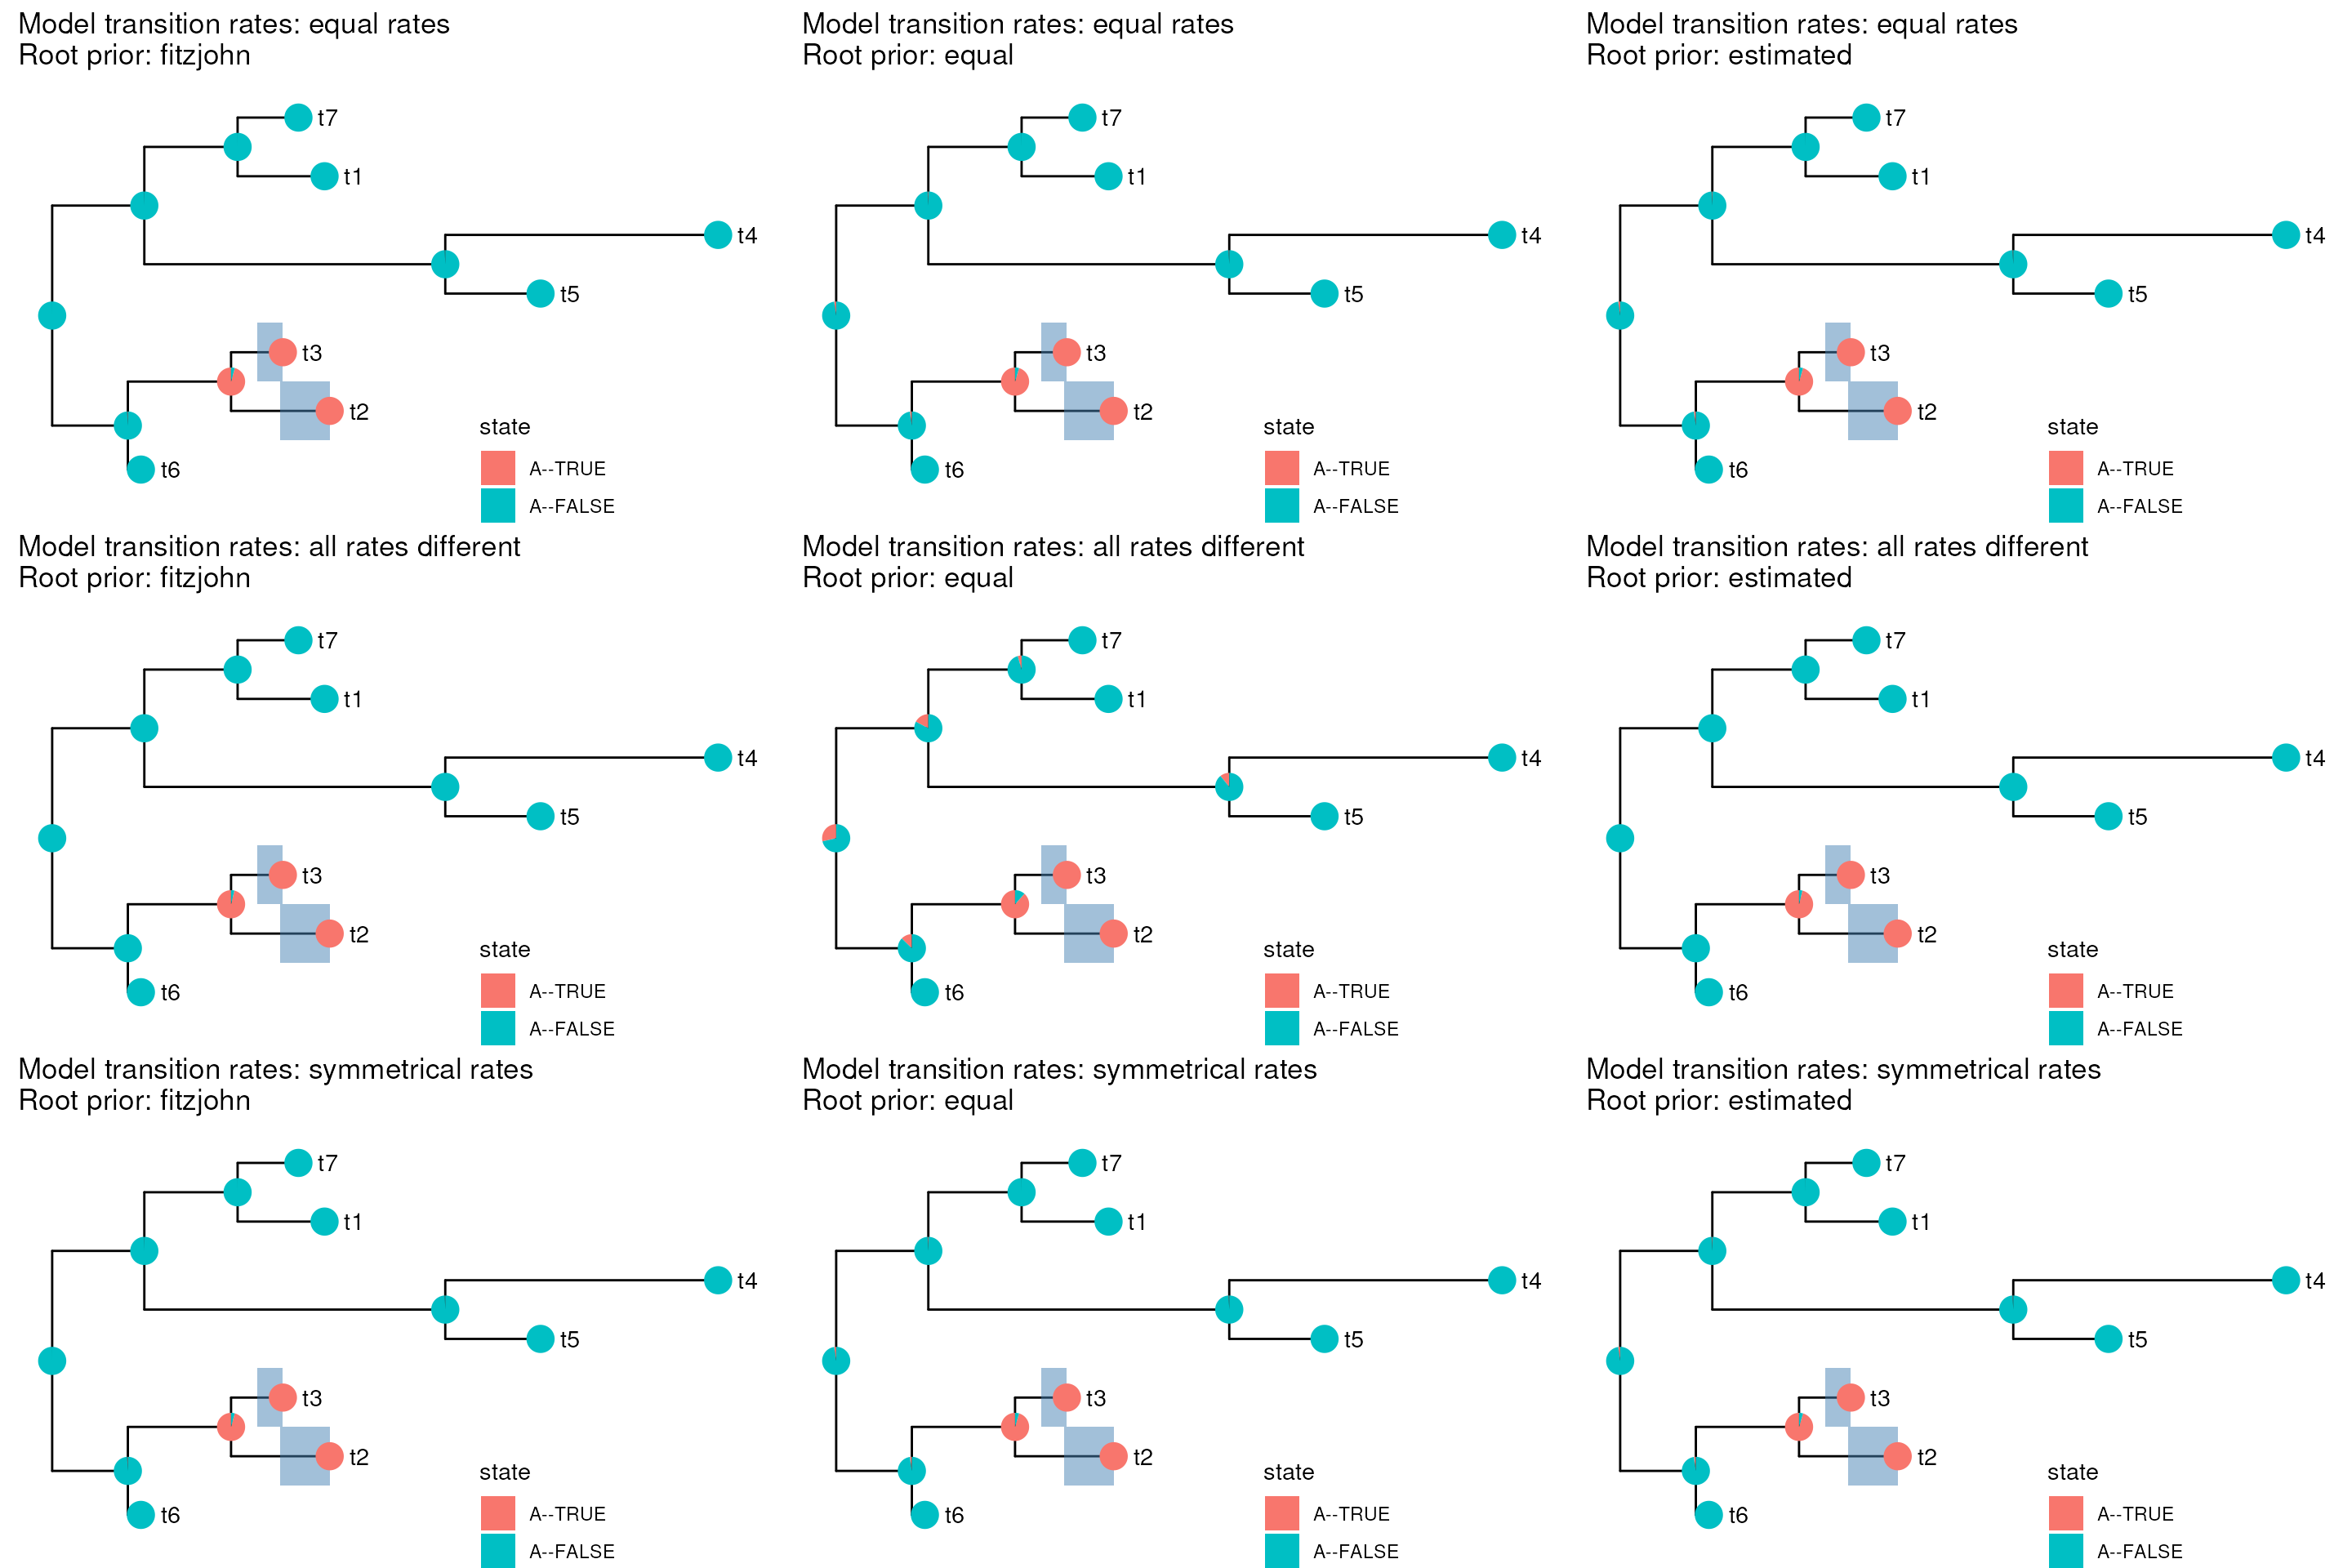 Model transition rates: equal rates
Root prior: fitzjohn
t7
t1
t4
t5
t3
t2
t6
state
A--TRUE
A--FALSE
Model transition rates: equal rates
Root prior: equal
t7
t1
t4
t5
t3
t2
t6
state
A--TRUE
A--FALSE
Model transition rates: equal rates
Root prior: estimated
t7
t1
t4
t5
t3
t2
t6
state
A--TRUE
A--FALSE
Model transition rates: all rates different
Root prior: fitzjohn
t7
t1
t4
t5
t3
t2
t6
state
A--TRUE
A--FALSE
Model transition rates: all rates different
Root prior: equal
t7
t1
t4
t5
t3
t2
t6
state
A--TRUE
A--FALSE
Model transition rates: all rates different
Root prior: estimated
t7
t1
t4
t5
t3
t2
t6
state
A--TRUE
A--FALSE
Model transition rates: symmetrical rates
Root prior: fitzjohn
t7
t1
t4
t5
t3
t2
t6
state
A--TRUE
A--FALSE
Model transition rates: symmetrical rates
Root prior: equal
t7
t1
t4
t5
t3
t2
t6
state
A--TRUE
A--FALSE
Model transition rates: symmetrical rates
Root prior: estimated
t7
t1
t4
t5
t3
t2
t6
state
A--TRUE
A--FALSE